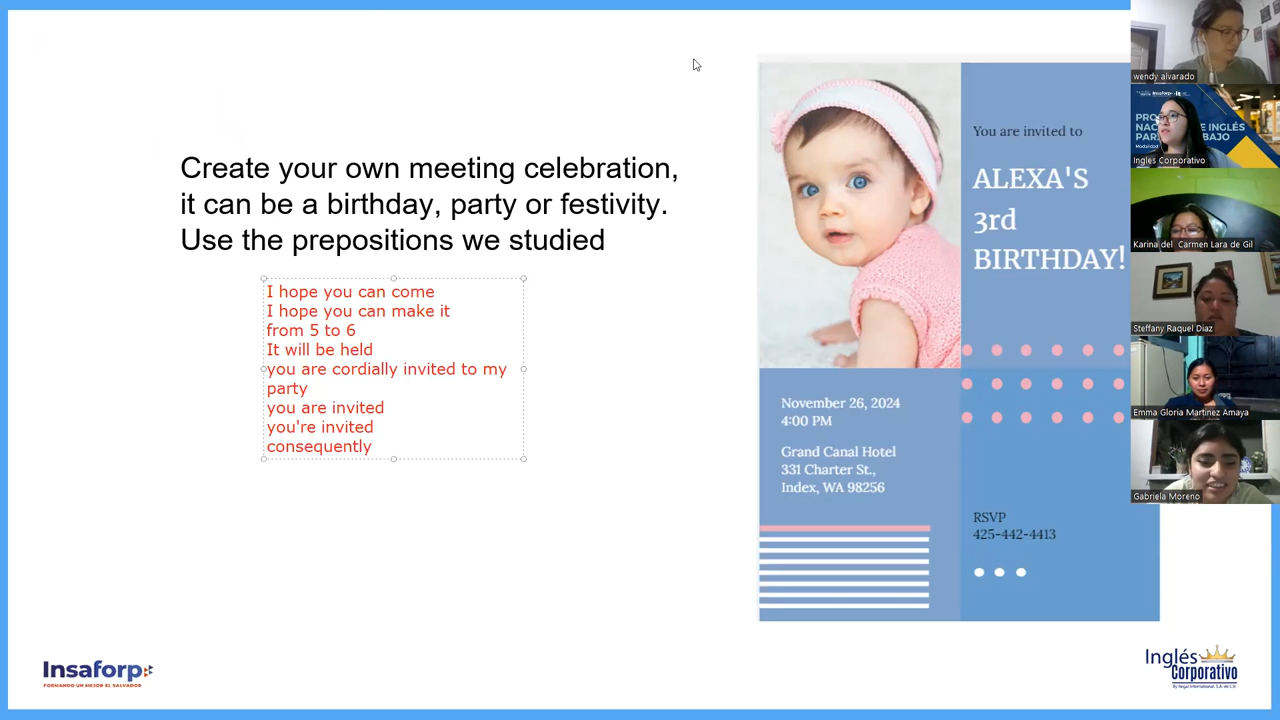 Create your own meeting celebration,
it can be a birthday, party or festivity.
Use the prepositions we studied
I hope you can come
I hope you can make it
from 5 to 6
It will be held
you are cordially invited to my
party
you are invited
you're invited
consequently
You are invited to
ALEXA'S
3rd
BIRTHDAY!
November 26, 2024
4:00 PM
Grand Canal Hotel
331 Charter St.,
Index, WA 98256
RSVP
425-442-4413
wendy alvarado
Insaforp
Inglés Corporativo
Karina del Carmen Lara de Gil
Steffany Raquel Diaz
Emma Gloria Martinez Amaya
Gabriela Moreno
Insaforp
FORMANDO UN MEJOR EL SALVADOR
Inglés
Corporativo